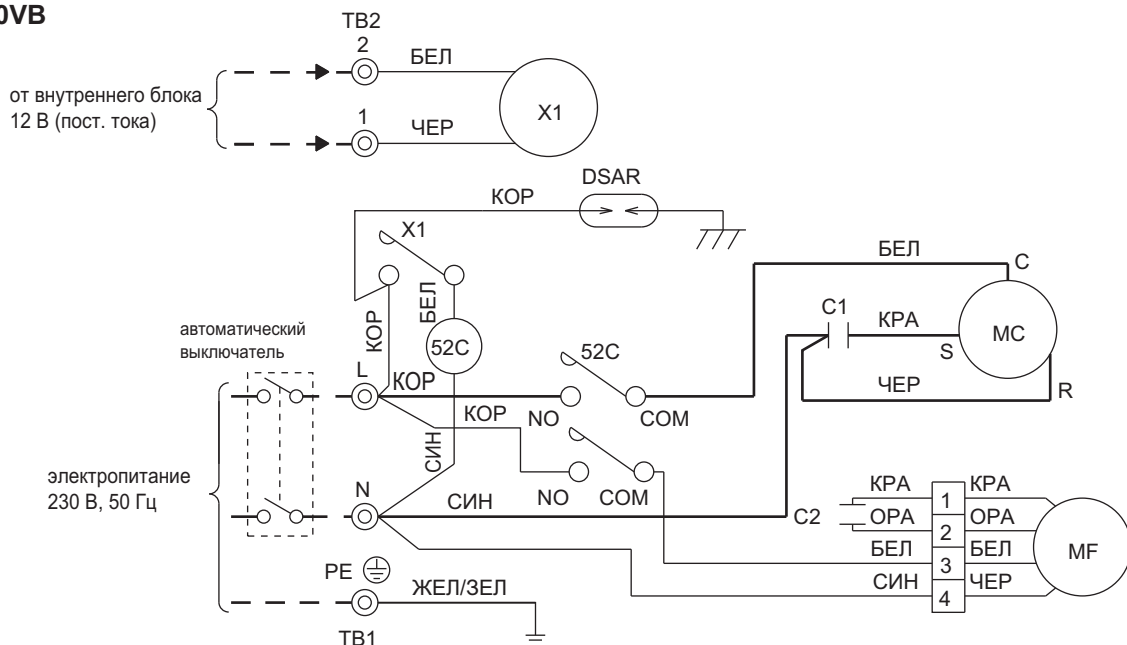 0VB
TB2
2
БЕЛ
от внутреннего блока
12 В (пост. тока)
X1
1
ЧЕР
DSAR
КОР
X1
БЕЛ
C
БЕЛ
КОР
C1
КРА
MC
автоматический
выключатель
52C
52C
S
L
КОР
ЧЕР
R
КОР
NO
COM
СИН
электропитание
230 В, 50 Гц
N
СИН
NO
COM
КРА
1
КРА
C2
ОРА
2
ОРА
БЕЛ
3
БЕЛ
MF
PE
ЖЕЛ/ЗЕЛ
СИН
4
ЧЕР
TB1